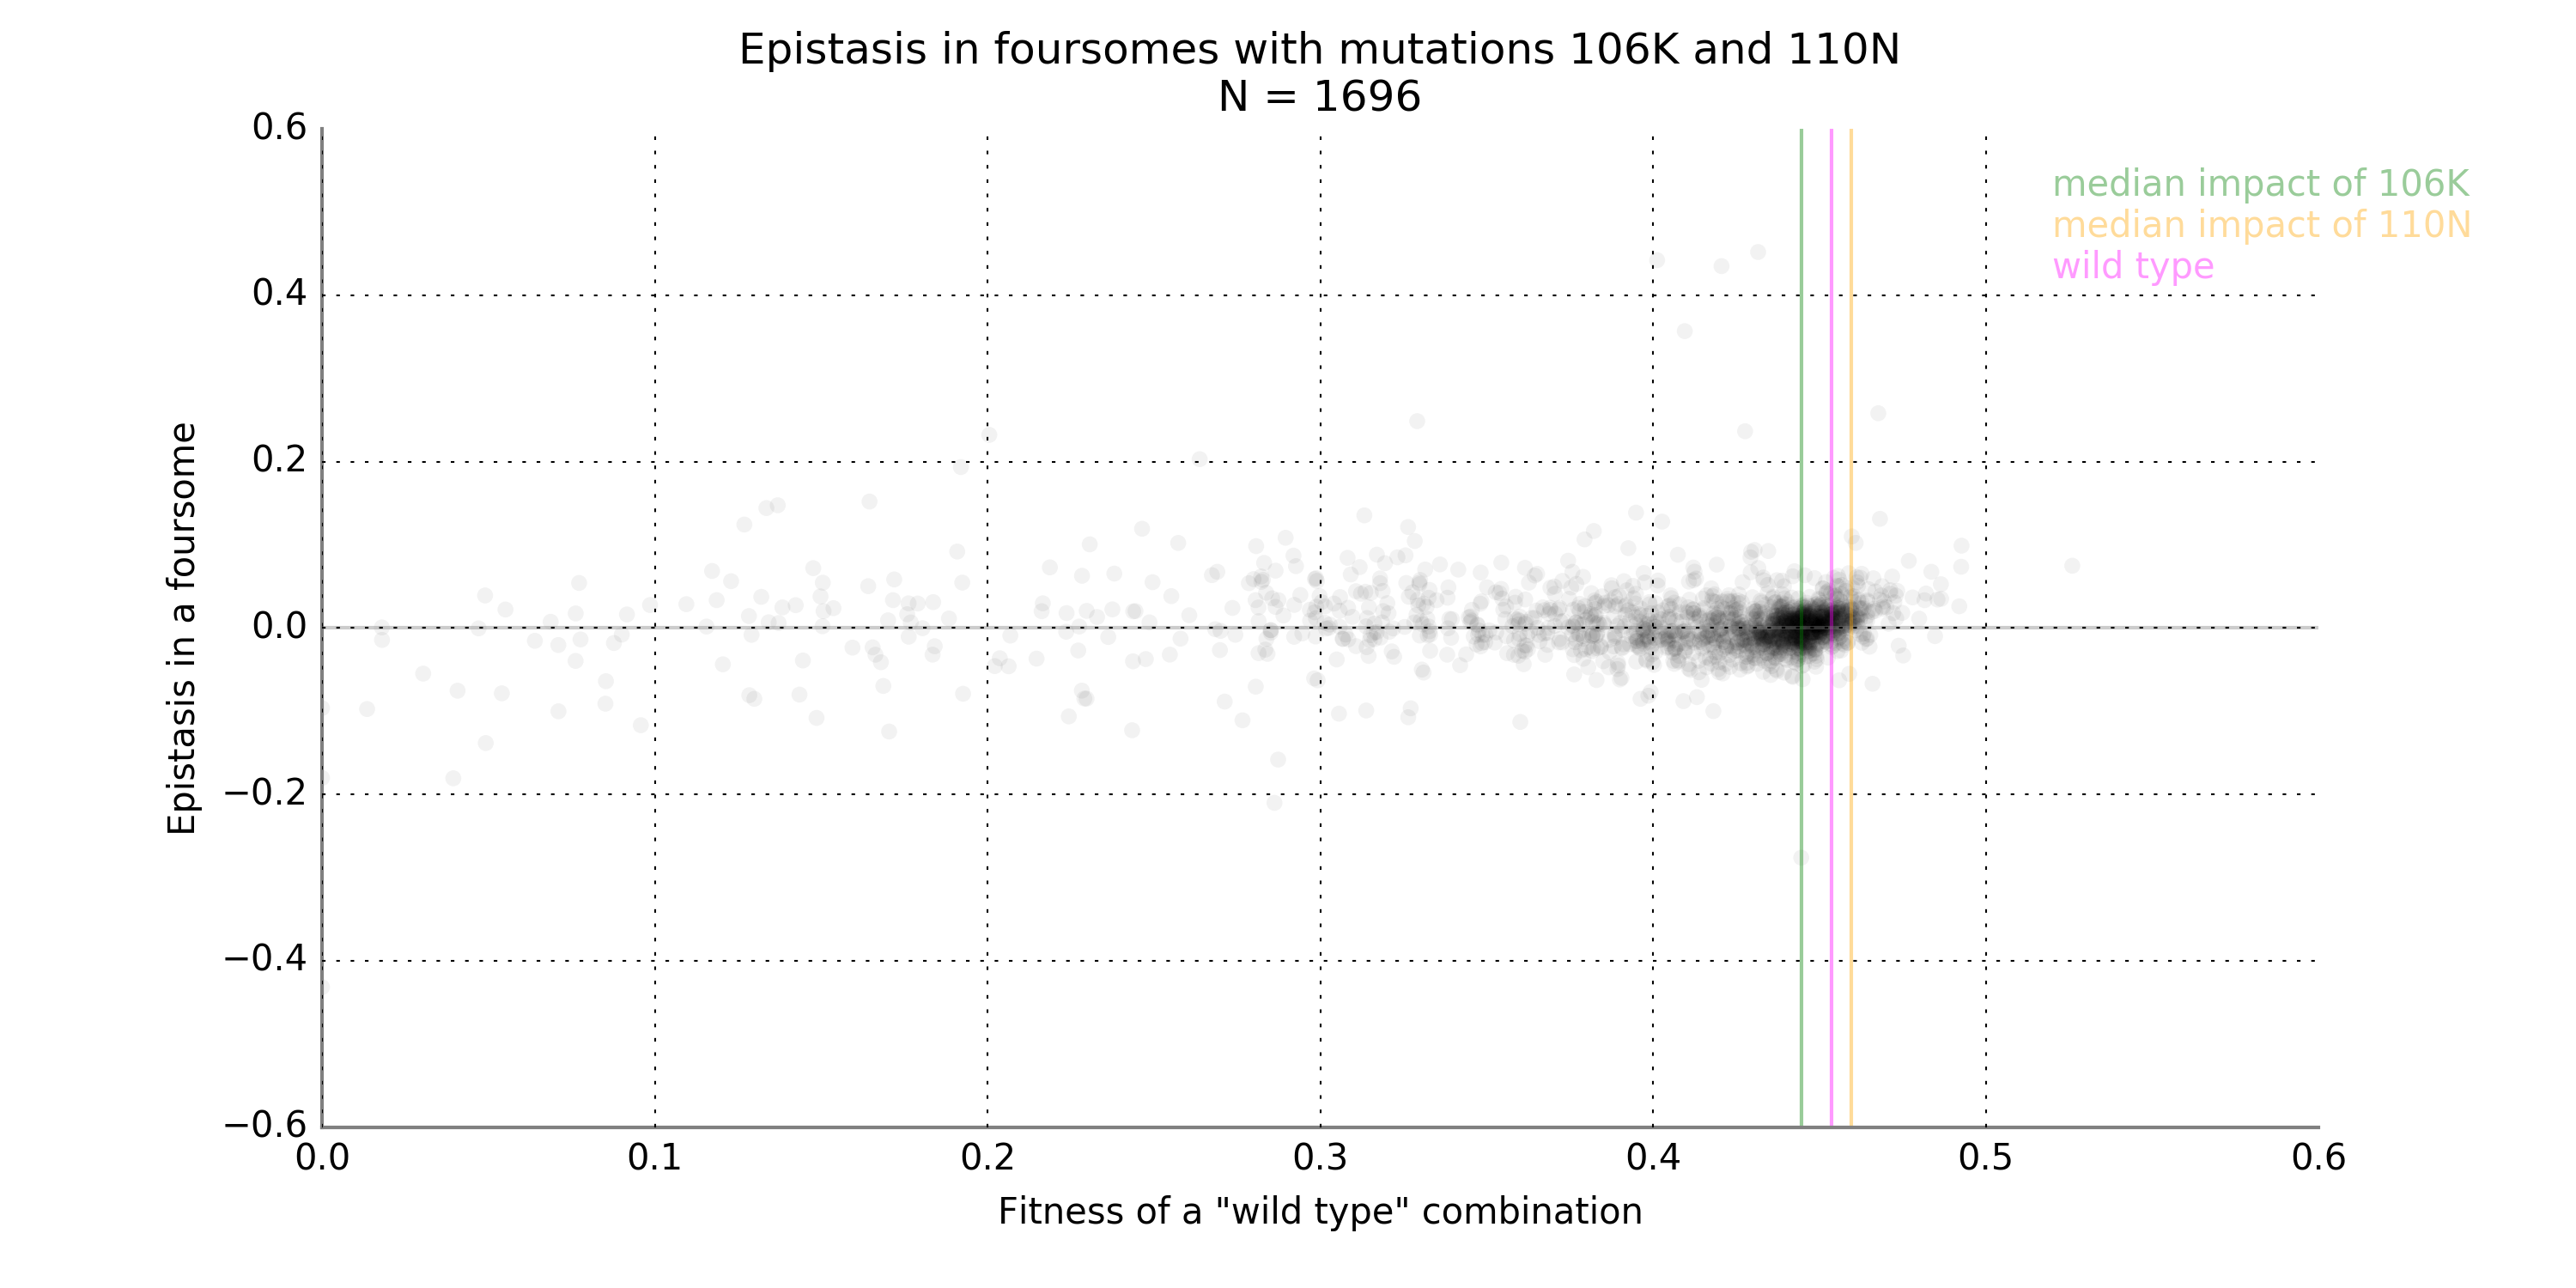 Epistasis in foursomes with mutations 106K and 110N
N = 1696
0.6
0.4
0.2
0.0
−0.2
−0.4
−0.6
Epistasis in a foursome
median impact of 106K
median impact of 110N
wild type
0.0 0.1 0.2 0.3 0.4 0.5 0.6
Fitness of a "wild type" combination